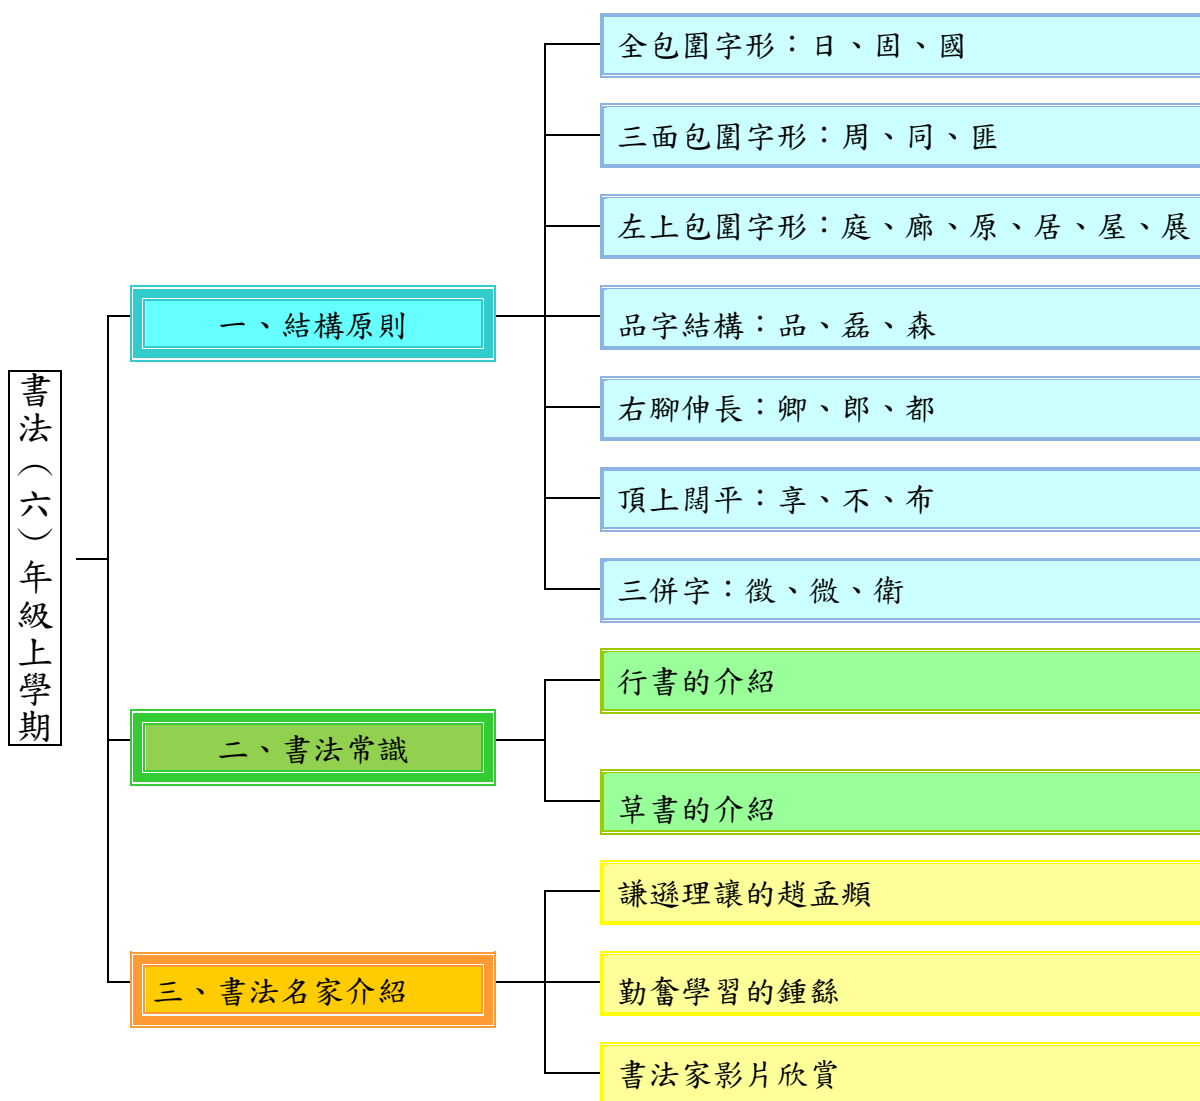 書法（六）年級上學期
一、結構原則
全包圍字形：日、固、國
三面包圍字形：周、同、匪
左上包圍字形：庭、廊、原、居、屋、展
品字結構：品、磊、森
右腳伸長：卿、郎、都
頂上闊平：享、不、布
三併字：徵、微、衛
二、書法常識
行書的介紹
草書的介紹
三、書法名家介紹
謙遜理讓的趙孟頫
勤奮學習的鍾繇
書法家影片欣賞